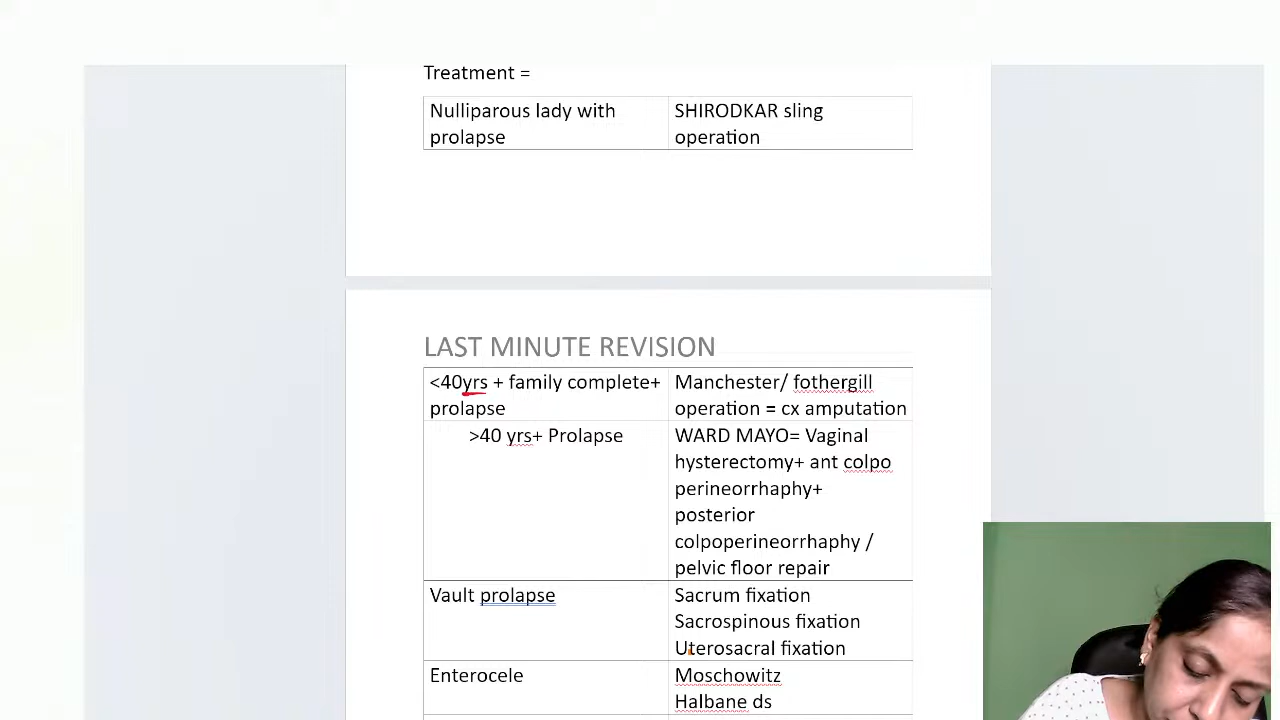 Treatment =
Nulliparous lady with
prolapse
SHIRODKAR sling
operation
LAST MINUTE REVISION
<40yrs + family complete+
prolapse
Manchester/ fothergill
operation = cx amputation
>40 yrs+ Prolapse
WARD MAYO= Vaginal
hysterectomy+ ant colpo
perineorrhaphy+
posterior
colpoperineorrhaphy /
pelvic floor repair
Vault prolapse
Sacrum fixation
Sacrospinous fixation
Uterosacral fixation
Enterocele
Moschowitz
Halbane ds